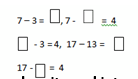 7 – 3 = □, 7 - □ = 4
□ - 3 = 4, 17 – 13 = □
17 - □ = 4